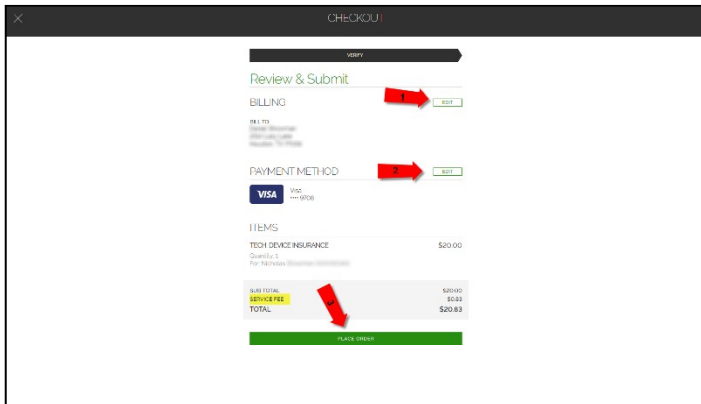 CHECKOUT
VERIFY
Review & Submit
BILLING
1
EDIT
BILL TO
PAYMENT METHOD
2
EDIT
VISA
Visa
•••• 9708
ITEMS
TECH DEVICE INSURANCE $20.00
Quantity: 1
For: Nicholas
SUB TOTAL $20.00
SERVICE FEE $0.83
TOTAL $20.83
3
PLACE ORDER